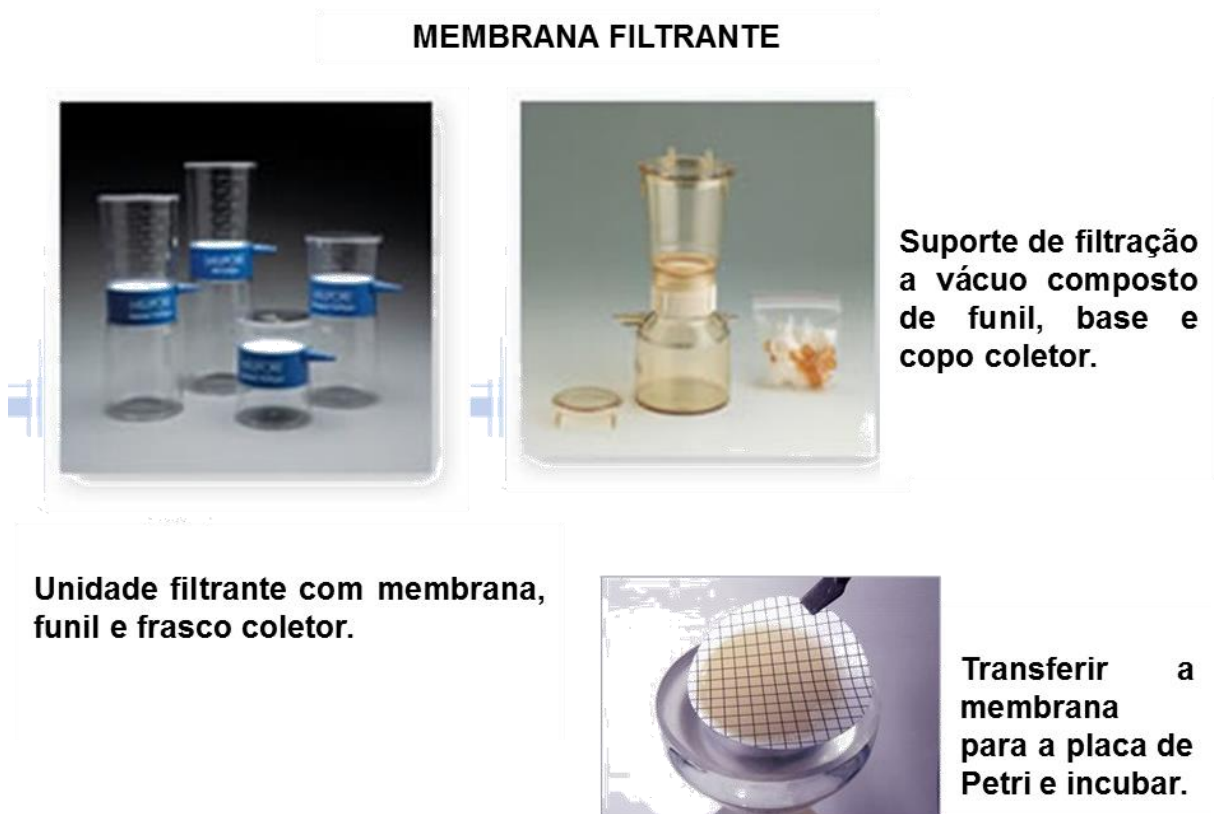 MEMBRANA FILTRANTE
Suporte de filtração
a vácuo composto
de funil, base e
copo coletor.
Unidade filtrante com membrana,
funil e frasco coletor.
Transferir a
membrana
para a placa de
Petri e incubar.